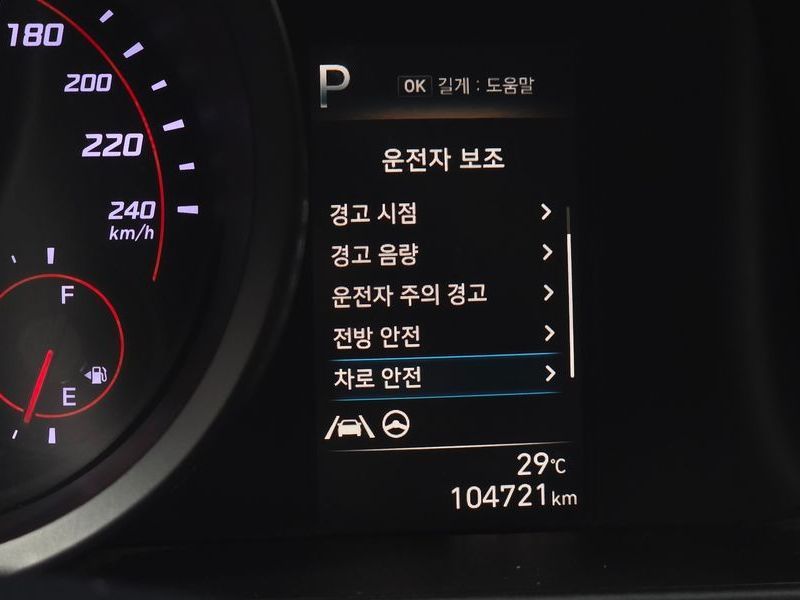 180
200
220
240
km/h
F
E
P
OK 길게 : 도움말
운전자 보조
경고 시점
경고 음량
운전자 주의 경고
전방 안전
차로 안전
29℃
104721 km